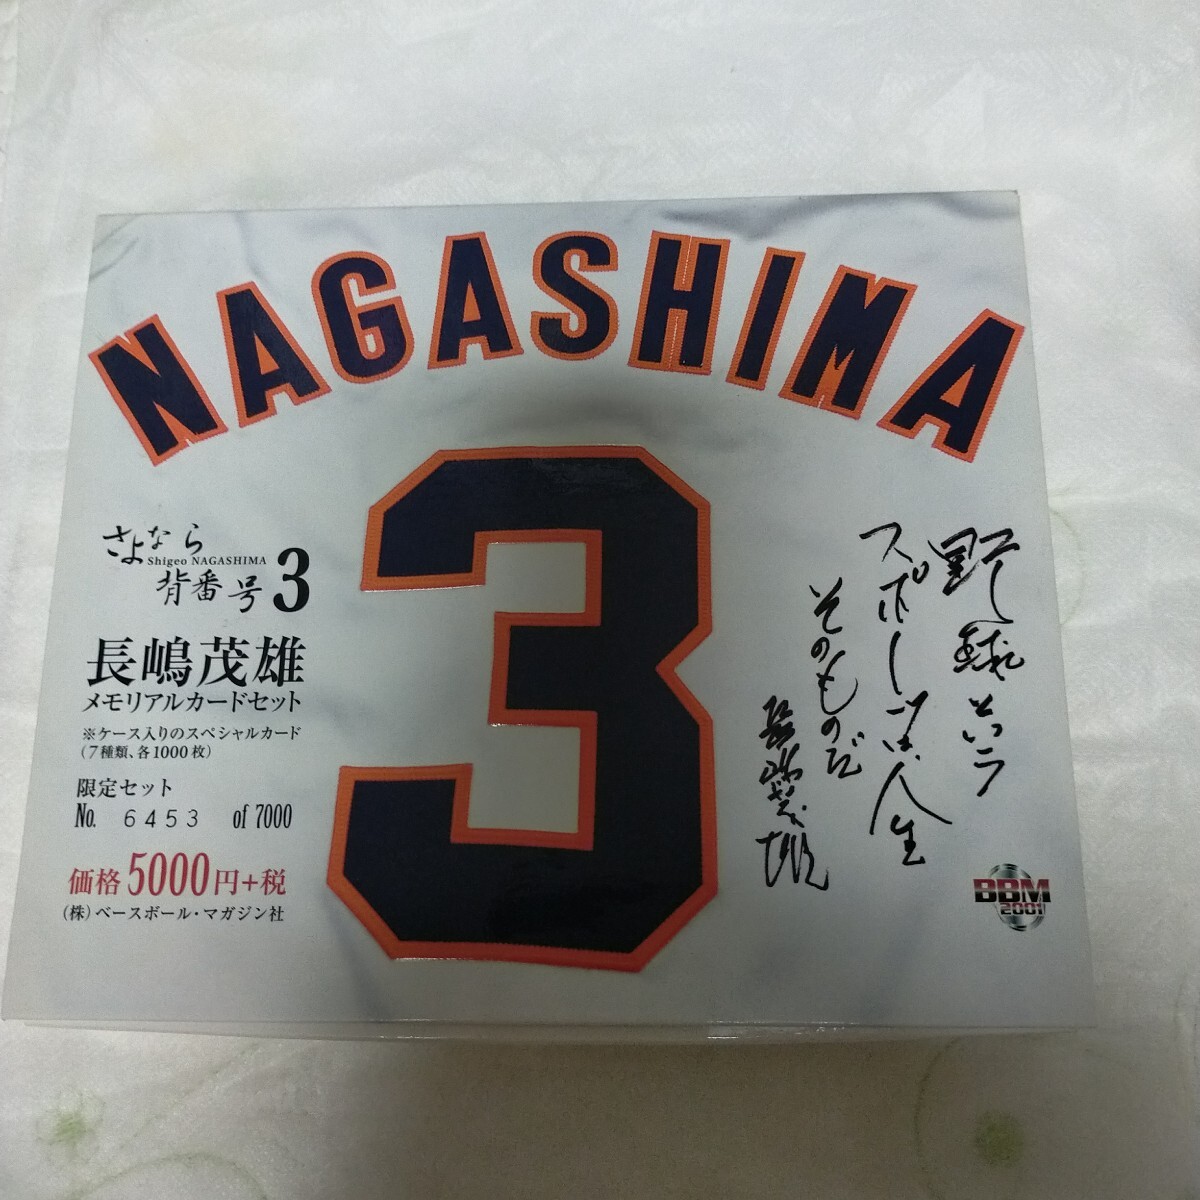 NAGASHIMA
3
さよなら
Shigeo NAGASHIMA
背番号3
長嶋茂雄
メモリアルカードセット
※ケース入りのスペシャルカード
(7種類、各1000枚)
限定セット
No. 6453 of 7000
価格5000円+税
(株)ベースボール・マガジン社
野球という
スポーツは、人生
そのものだ
長嶋茂雄
BBM
2001